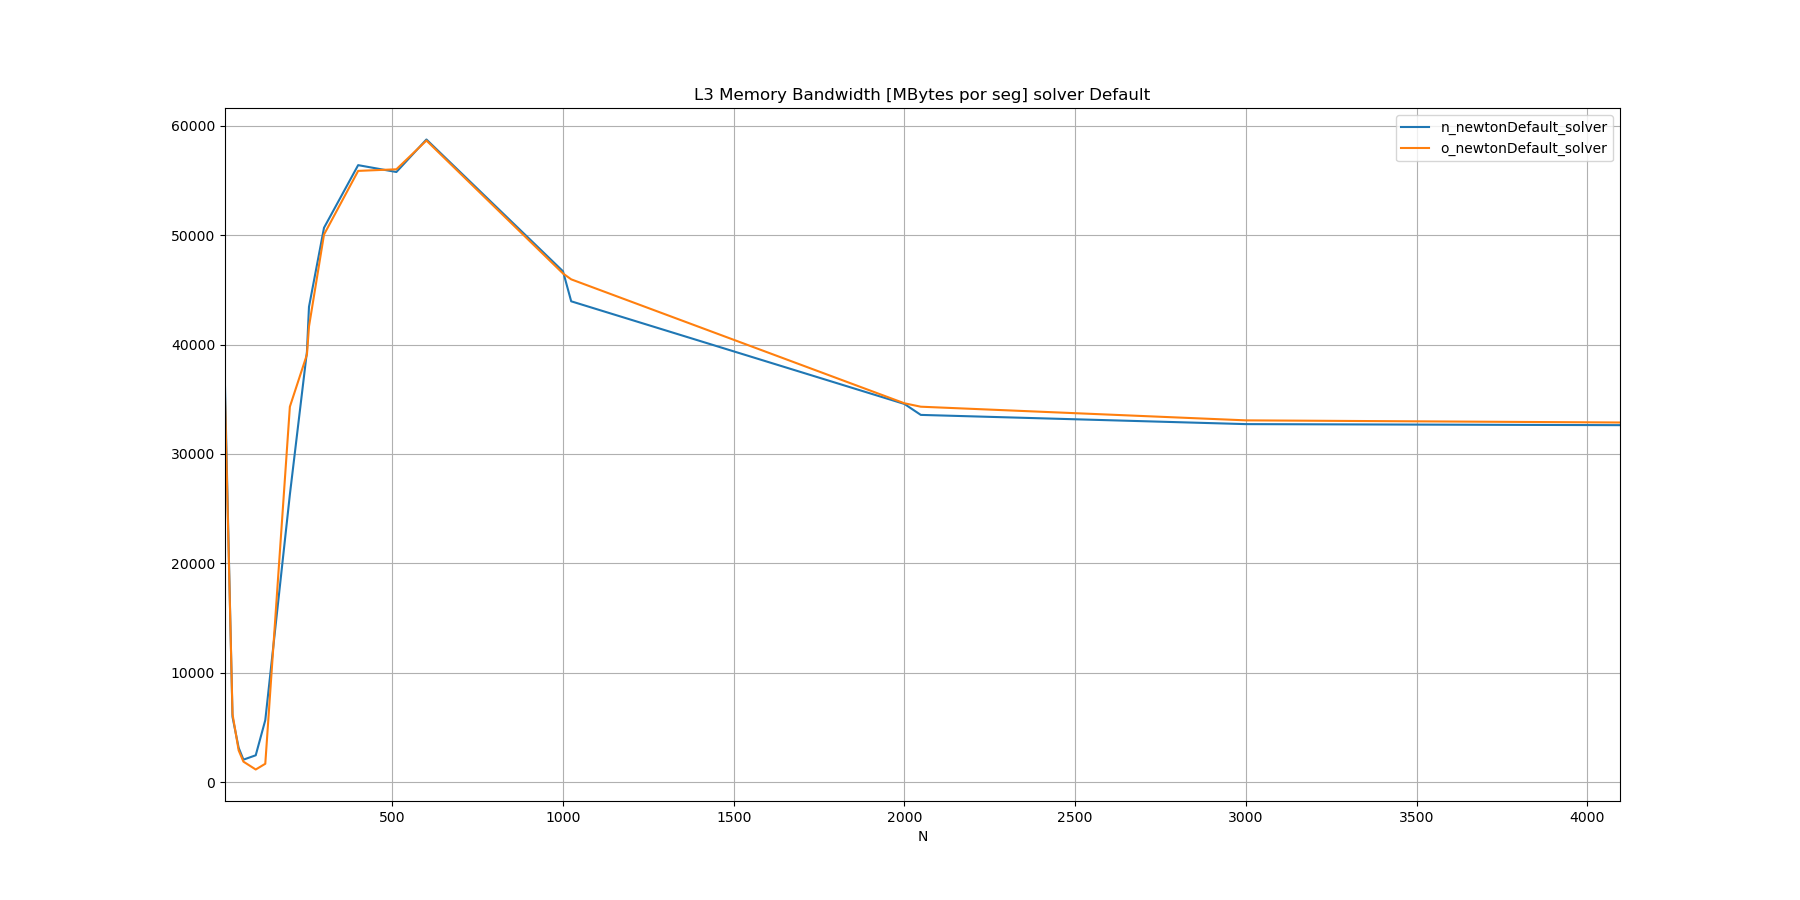 L3 Memory Bandwidth [MBytes por seg] solver Default
n_newtonDefault_solver
o_newtonDefault_solver
60000
50000
40000
30000
20000
10000
0
500 1000 1500 2000 2500 3000 3500 4000
N